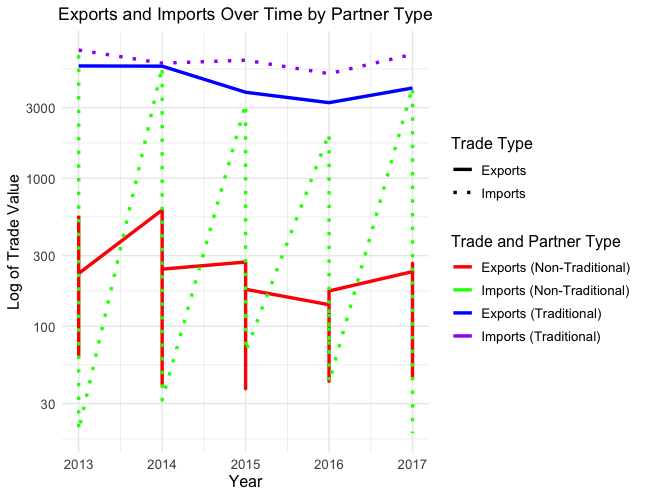 Exports and Imports Over Time by Partner Type
Log of Trade Value
3000
1000
300
100
30
2013
2014
2015
2016
2017
Year
Trade Type
Exports
Imports
Trade and Partner Type
Exports (Non-Traditional)
Imports (Non-Traditional)
Exports (Traditional)
Imports (Traditional)